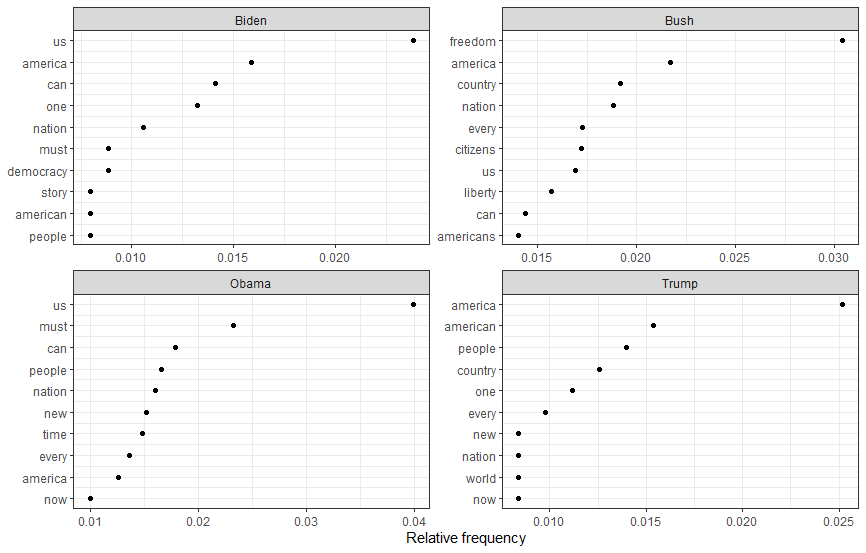 Biden
us
america
can
one
nation
must
democracy
story
american
people
0.010 0.015 0.020
Bush
freedom
america
country
nation
every
citizens
us
liberty
can
americans
0.015 0.020 0.025 0.030
Obama
us
must
can
people
nation
new
time
every
america
now
0.01 0.02 0.03 0.04
Trump
america
american
people
country
one
every
new
nation
world
now
0.010 0.015 0.020 0.025
Relative frequency